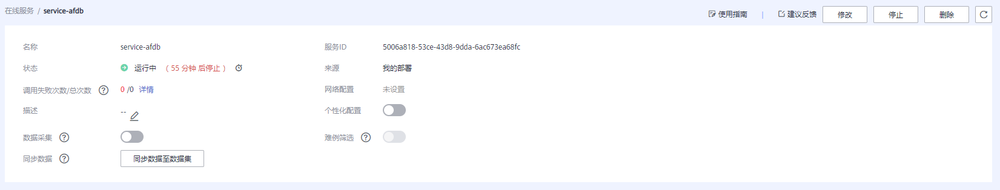 在线服务 / service-afdb
使用指南 | 建议反馈 修改 停止 删除
名称 service-afdb 服务ID 5006a818-53ce-43d8-9dda-6ac673ea68fc
状态 运行中 （ 55 分钟 后停止 ） 来源 我的部署
调用失败次数/总次数 ? 0 /0 详情 网络配置 未设置
描述 -- 个性化配置
数据采集 ? 难例筛选 ?
同步数据 ? 同步数据至数据集